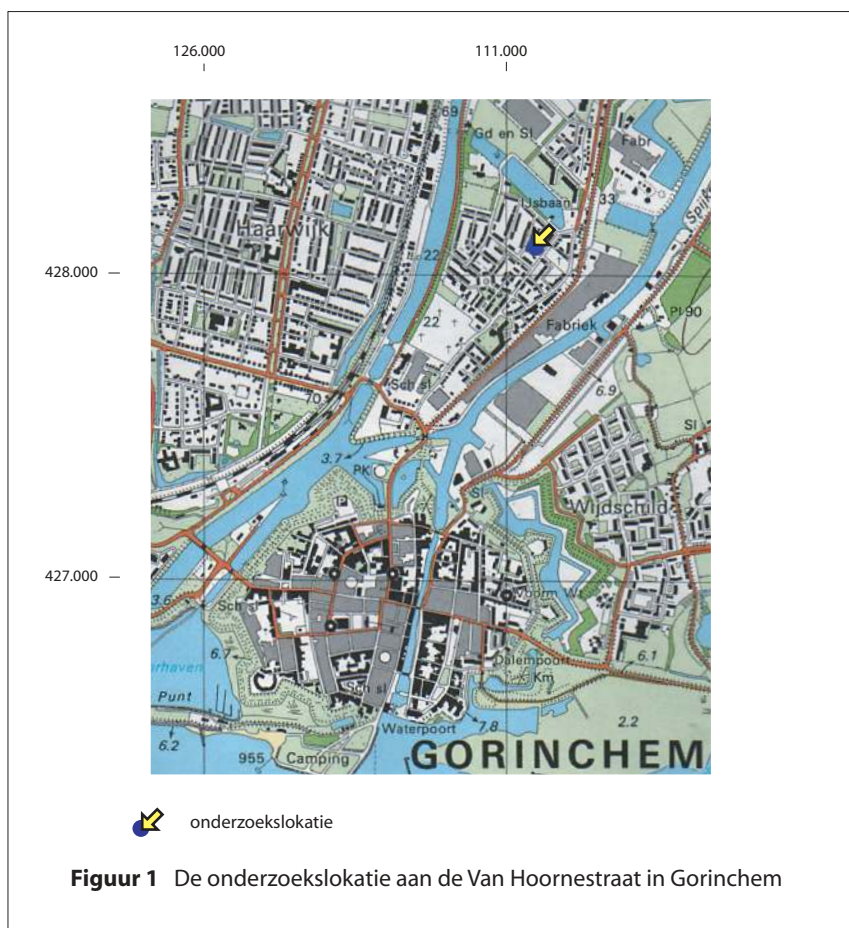 126.000 111.000
69
Gd en Sl
Fabr
IJsbaan
33
Haarwijk
22
428.000
22
Fabriek
Pl 90
Sch sl
70
6.9
Sl
3.7
PK
Sl
P
Wijdschild
427.000
3.6
Sch sl
Voorm Wt
6.7
Dalempoort
6.1
Km
Punt
Sch sl
Waterpoort
7.8
2.2
6.2
955 Camping
GORINCHEM
onderzoekslokatie
Figuur 1 De onderzoekslokatie aan de Van Hoornestraat in Gorinchem